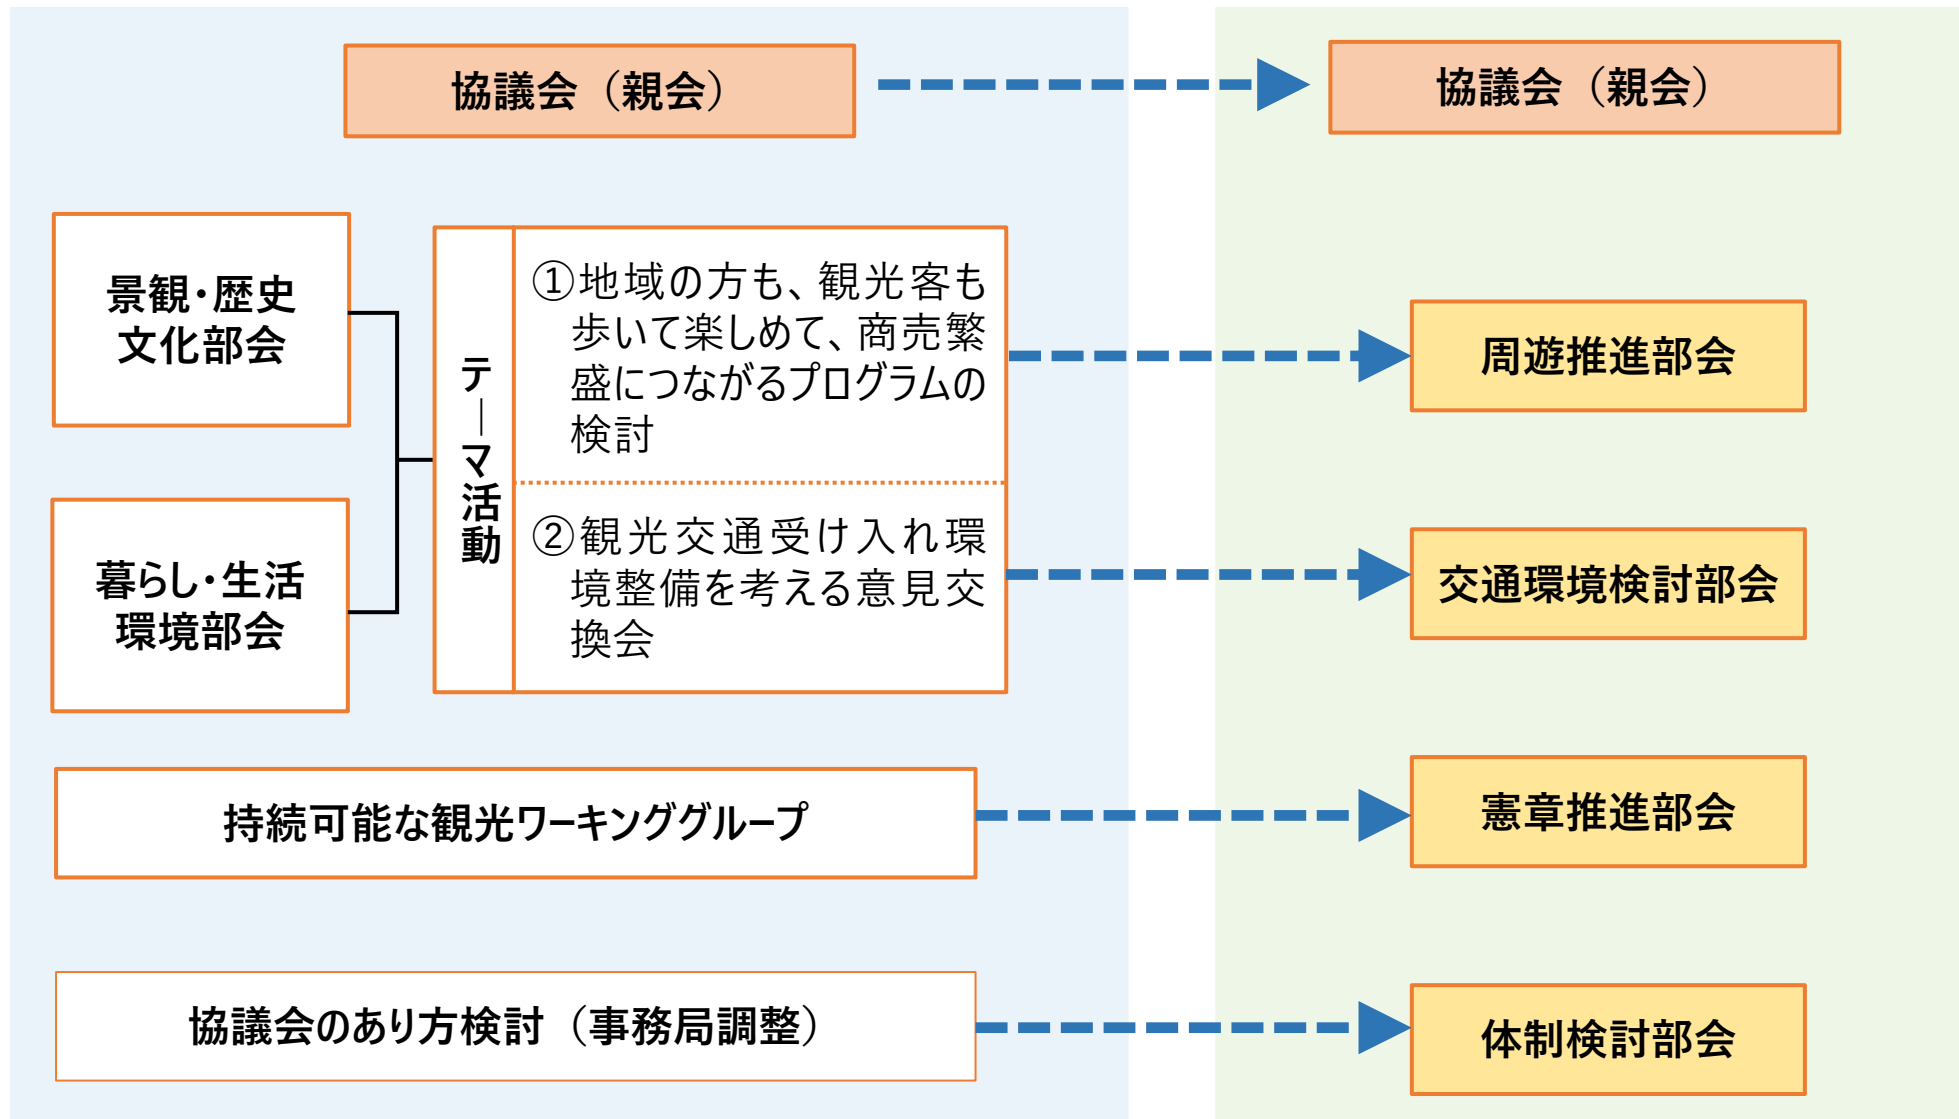 協議会（親会）
協議会（親会）
景観・歴史
文化部会
暮らし・生活
環境部会
テーマ活動
①地域の方も、観光客も
歩いて楽しめて、商売繁
盛につながるプログラムの
検討
②観光交通受け入れ環
境整備を考える意見交
換会
周遊推進部会
交通環境検討部会
持続可能な観光ワーキンググループ
憲章推進部会
協議会のあり方検討（事務局調整）
体制検討部会